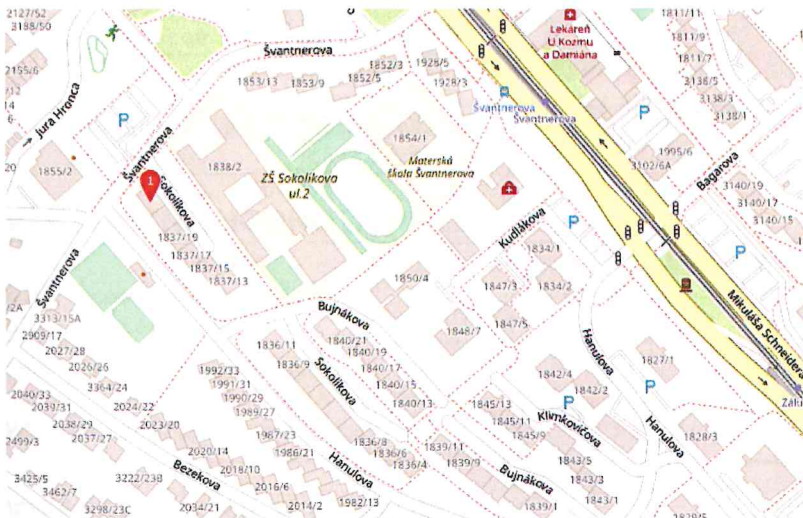 2127/52
3188/50
Švantnerova
1853/13
1853/9
1852/5
1852/3
1928/5
1928/3
Lekáreň
U Kozmu
a Damiána
1811/11
1811/9
1811/7
3138/5
3138/3
3138/1
2155/6
Jura Hronca
P
Švantnerova
Švantnerova
P
1854/1
Švantnerova
1838/2
ZŠ Sokolíkova
ul.2
Materská
škola Švantnerova
1995/6
3102/6A
Bagarova
1855/2
1
Sokolíkova
3140/19
3140/17
3140/15
1837/19
1837/17
1837/15
1837/13
Kudlákova
P
1834/1
P
Švantnerova
1850/4
1847/3
1834/2
Mikuláša Schneidera
3313/15A
2909/17
2027/28
2026/26
3364/24
Bujnákova
1840/21
1840/19
1840/17
1840/15
1840/13
1848/7
1847/5
Hanulova
1836/11
1836/9
Sokolíkova
1827/1
1992/33
1991/31
1990/29
1989/27
1842/4
1842/2
P
2040/33
2039/31
2038/29
2037/27
2024/22
2023/20
1987/23
1986/21
1845/13
1845/11
1845/9
P
Klimkovičova
Hanulova
1828/3
2499/3
2020/14
2018/10
2016/6
2014/2
1836/8
1836/6
1836/4
1839/11
1839/9
1843/5
1843/3
1843/1
3425/5
3462/7
3222/23B
3298/23C
Bezekova
2034/21
Hanulova
1982/13
Bujnákova
1839/1
1829/5